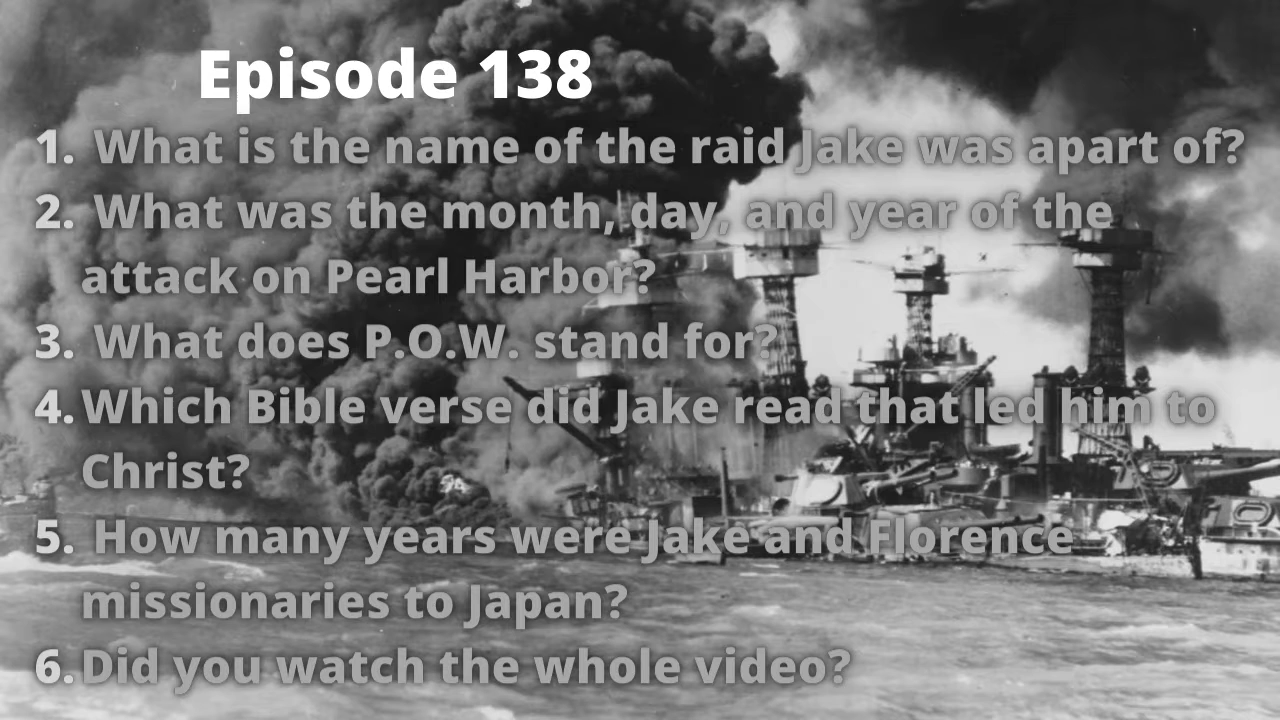 Episode 138
1. What is the name of the raid Jake was apart of?
2. What was the month, day, and year of the
attack on Pearl Harbor?
3. What does P.O.W. stand for?
4. Which Bible verse did Jake read that led him to
Christ?
5. How many years were Jake and Florence
missionaries to Japan?
6. Did you watch the whole video?